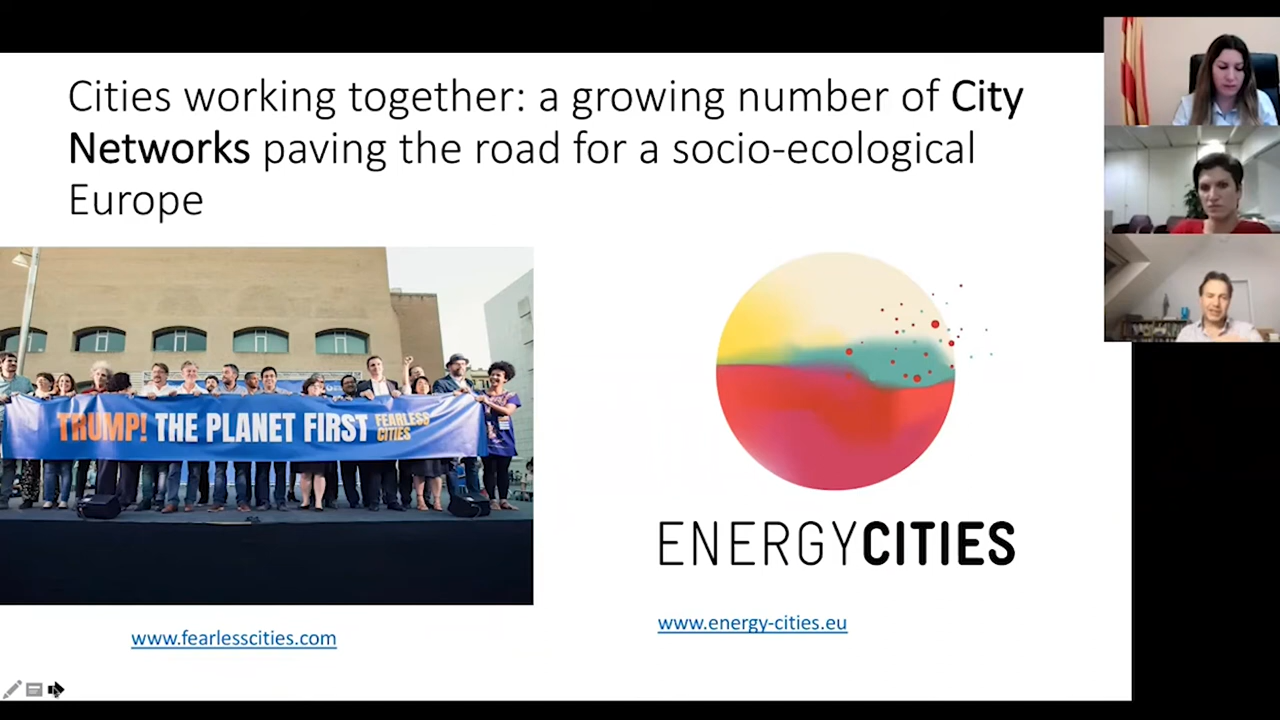 Cities working together: a growing number of City
Networks paving the road for a socio-ecological
Europe
TRUMP! THE PLANET FIRST FEARLESS
CITIES
ENERGYCITIES
www.fearlesscities.com
www.energy-cities.eu